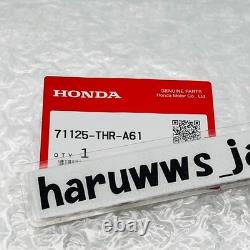 HONDA
GENUINE PARTS
Honda Motor Co., Ltd.
71125-THR-A61
QTY 1
haruwws_ja